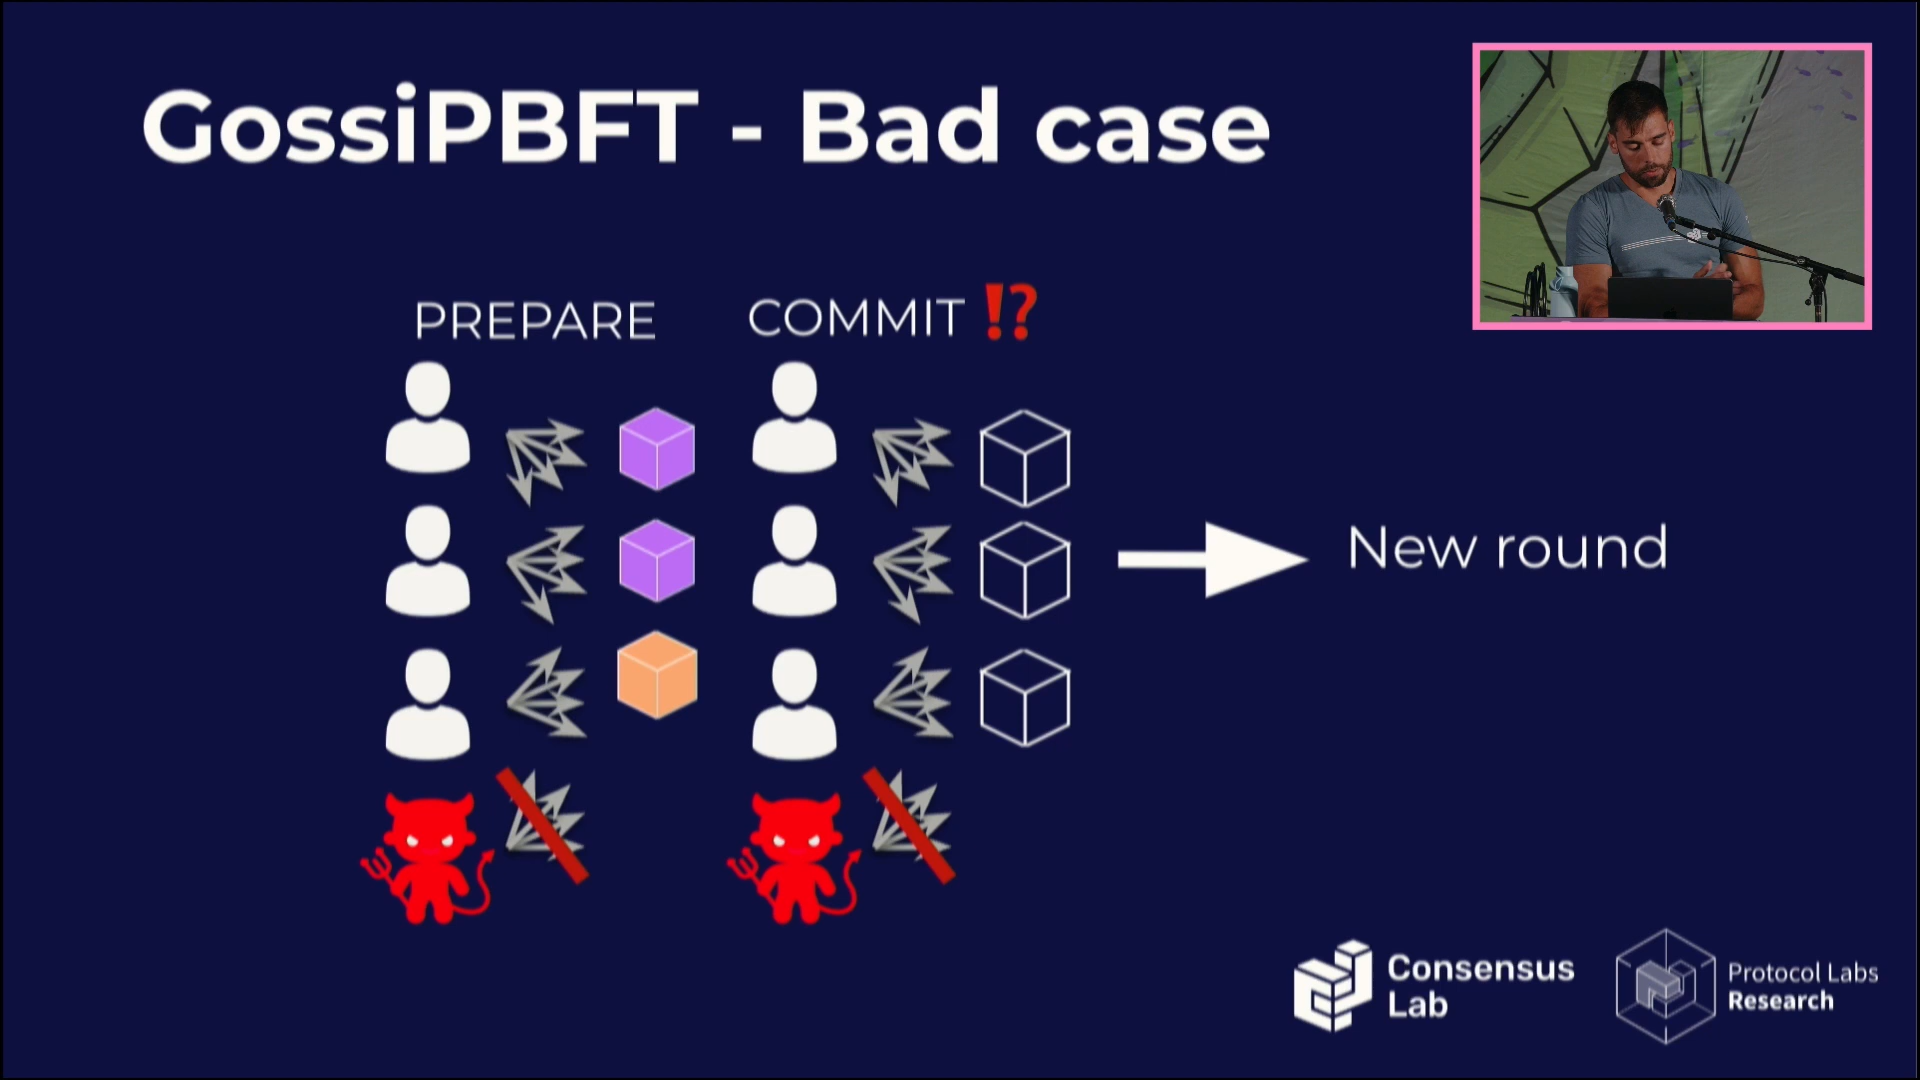 GossiPBFT - Bad case
PREPARE
COMMIT ⁉
New round
Consensus
Lab
Protocol Labs
Research